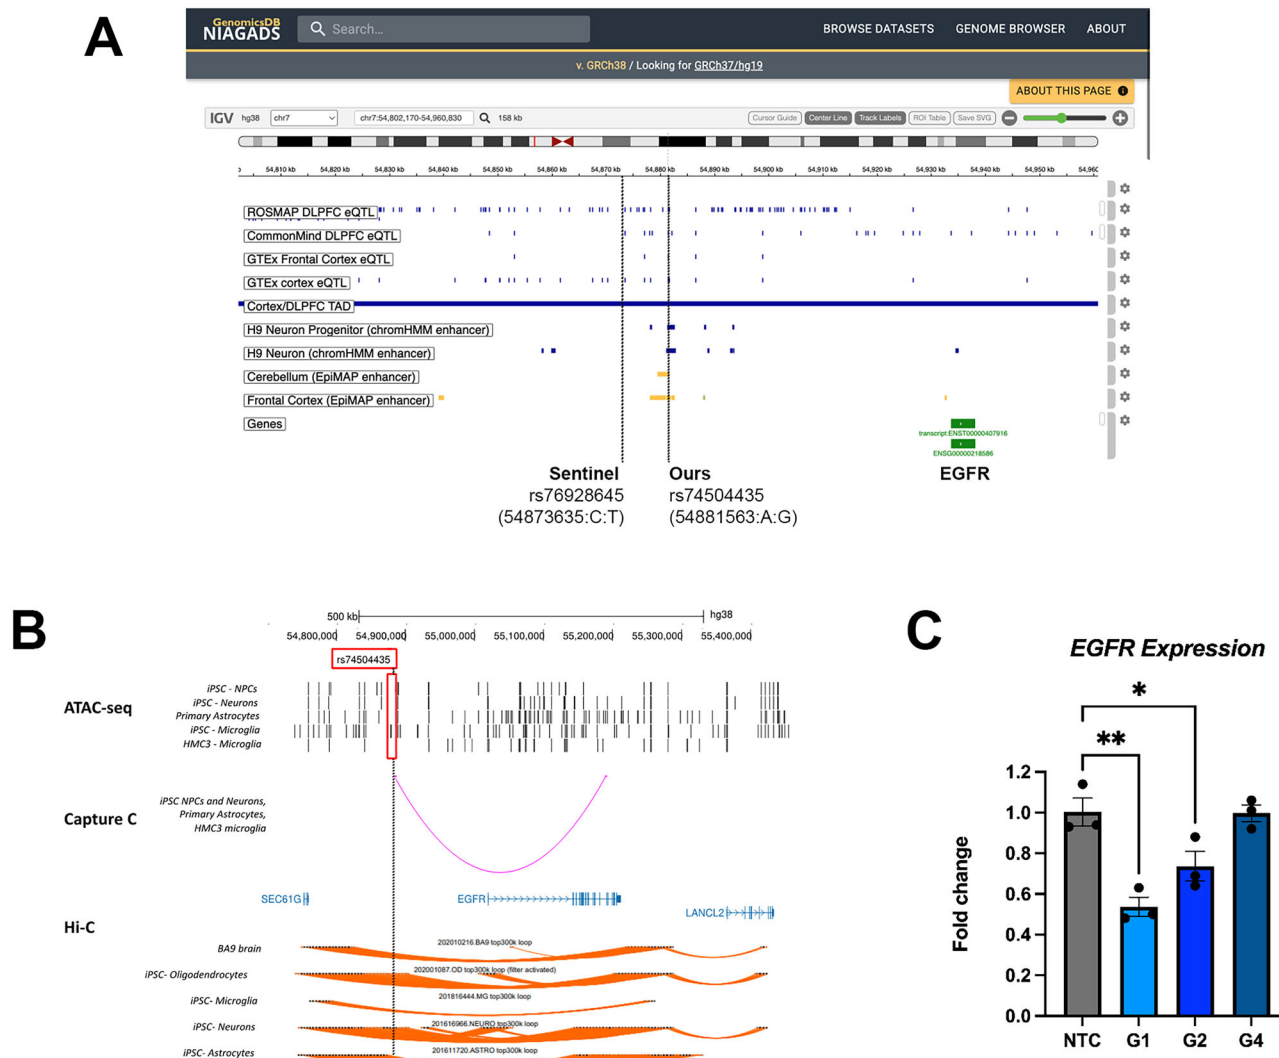 A
GenomicsDB
NIAGADS
Search...
BROWSE DATASETS
GENOME BROWSER
ABOUT
v. GRCh38 / Looking for GRCh37/hg19
ABOUT THIS PAGE
IGV
hg38
chr7
chr7:54,802,170-54,960,830
158 kb
Cursor Guide
Center Line
Track Labels
ROI Table
Save SVG
54,810 kb
54,820 kb
54,830 kb
54,840 kb
54,850 kb
54,860 kb
54,870 kb
54,880 kb
54,890 kb
54,900 kb
54,910 kb
54,920 kb
54,930 kb
54,940 kb
54,950 kb
54,960
ROSMAP DLPFC eQTL
CommonMind DLPFC eQTL
GTEx Frontal Cortex eQTL
GTEx cortex eQTL
Cortex/DLPFC TAD
H9 Neuron Progenitor (chromHMM enhancer)
H9 Neuron (chromHMM enhancer)
Cerebellum (EpiMAP enhancer)
Frontal Cortex (EpiMAP enhancer)
Genes
transcript:ENST00000407916
ENSG00000218586
Sentinel
rs76928645
(54873635:C:T)
Ours
rs74504435
(54881563:A:G)
EGFR
B
500 kb
hg38
54,800,000
54,900,000
55,000,000
55,100,000
55,200,000
55,300,000
55,400,000
rs74504435
ATAC-seq
iPSC - NPCs
iPSC - Neurons
Primary Astrocytes
iPSC - Microglia
HMC3 - Microglia
Capture C
iPSC NPCs and Neurons,
Primary Astrocytes,
HMC3 microglia
SEC61G
EGFR
LANCL2
Hi-C
BA9 brain
202010216.BA9 top300k loop
iPSC- Oligodendrocytes
202001087.OD top300k loop (filter activated)
iPSC- Microglia
201816444.MG top300k loop
iPSC- Neurons
201616966.NEURO top300k loop
iPSC- Astrocytes
201611720.ASTRO top300k loop
C
EGFR Expression
*
**
Fold change
1.2
1.0
0.8
0.6
0.4
0.2
0.0
NTC
G1
G2
G4